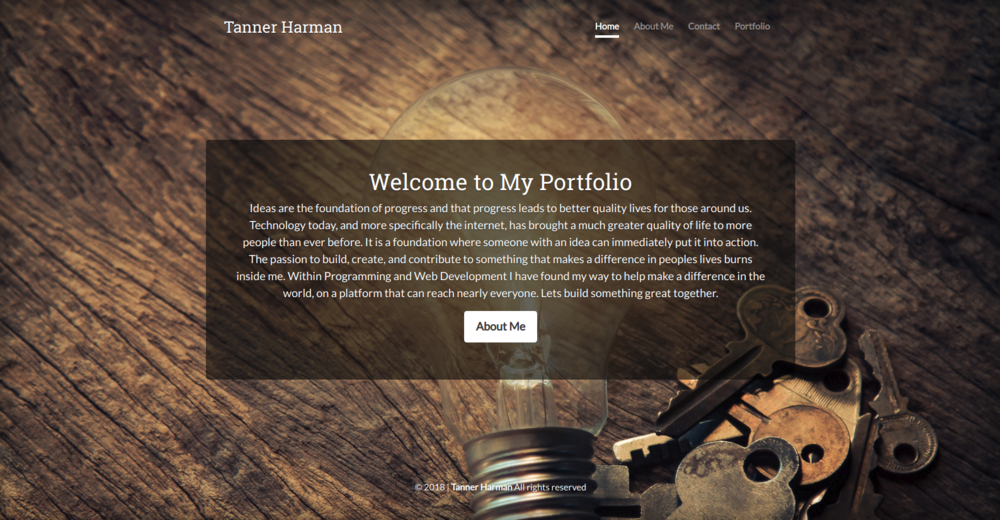 Tanner Harman
Home About Me Contact Portfolio
Welcome to My Portfolio
Ideas are the foundation of progress and that progress leads to better quality lives for those around us.
Technology today, and more specifically the internet, has brought a much greater quality of life to more
people than ever before. It is a foundation where someone with an idea can immediately put it into action.
The passion to build, create, and contribute to something that makes a difference in peoples lives burns
inside me. Within Programming and Web Development I have found my way to help make a difference in the
world, on a platform that can reach nearly everyone. Lets build something great together.
About Me
© 2018 | Tanner Harman All rights reserved